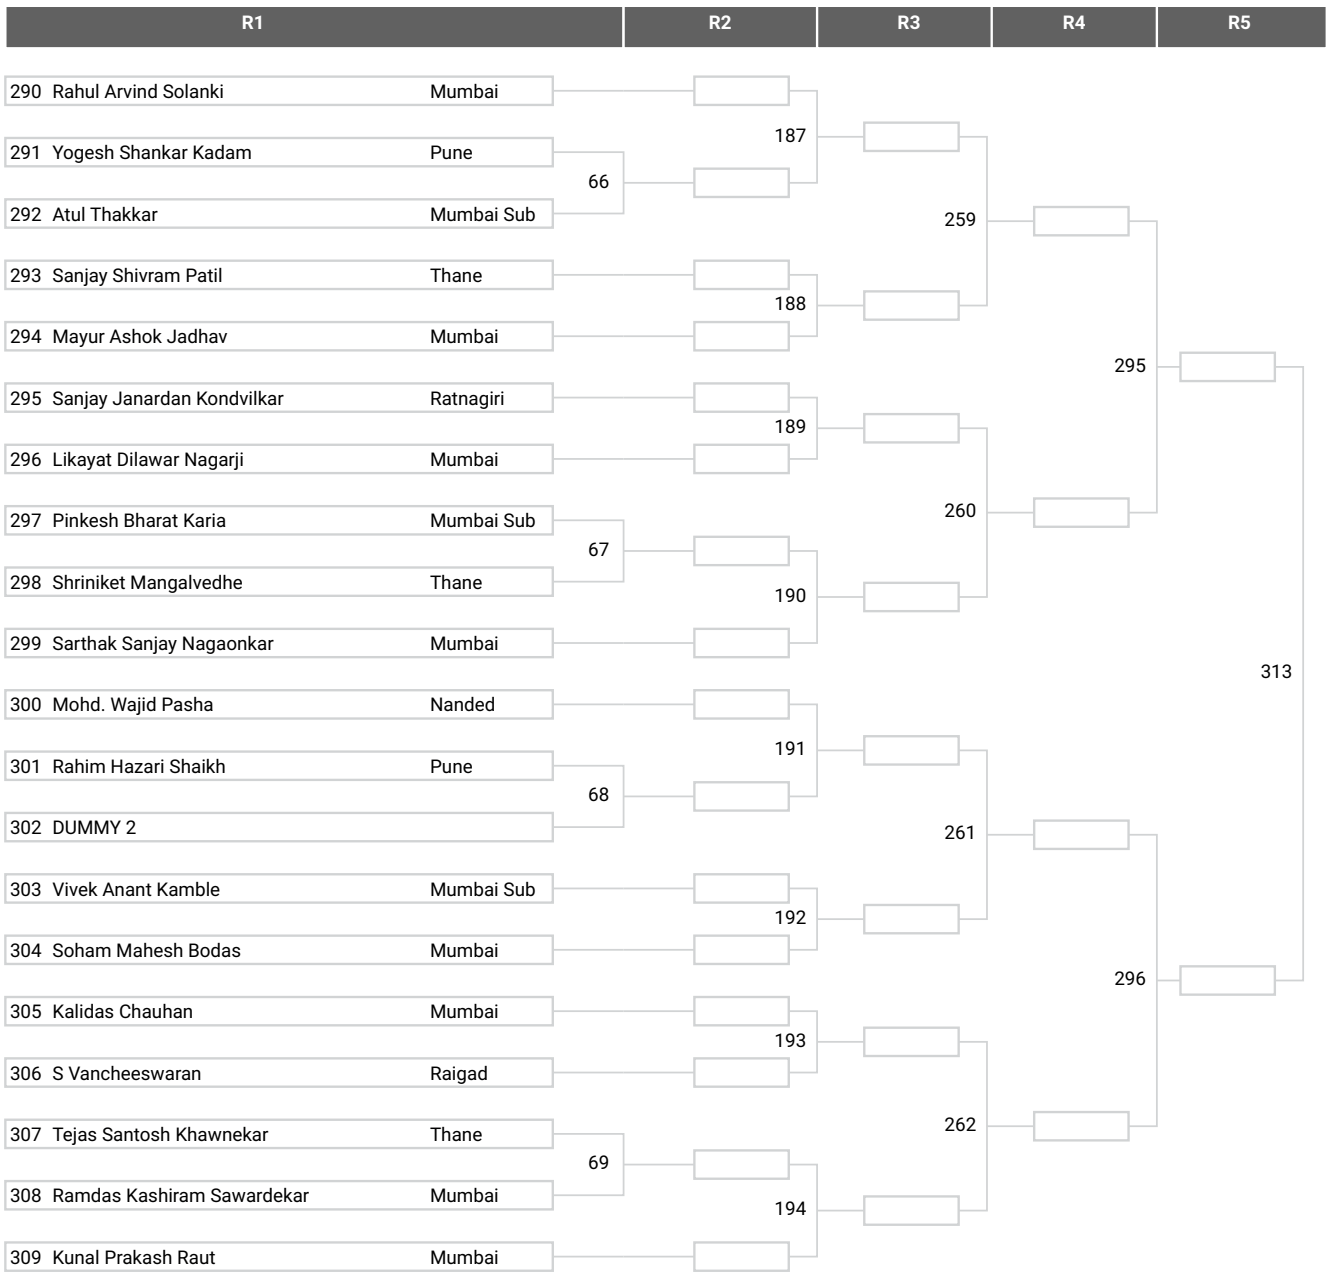 R1 R2 R3 R4 R5
290 Rahul Arvind Solanki Mumbai
187
291 Yogesh Shankar Kadam Pune
66
292 Atul Thakkar Mumbai Sub
259
293 Sanjay Shivram Patil Thane
188
294 Mayur Ashok Jadhav Mumbai
295
295 Sanjay Janardan Kondvilkar Ratnagiri
189
296 Likayat Dilawar Nagarji Mumbai
260
297 Pinkesh Bharat Karia Mumbai Sub
67
298 Shriniket Mangalvedhe Thane
190
299 Sarthak Sanjay Nagaonkar Mumbai
313
300 Mohd. Wajid Pasha Nanded
191
301 Rahim Hazari Shaikh Pune
68
302 DUMMY 2
261
303 Vivek Anant Kamble Mumbai Sub
192
304 Soham Mahesh Bodas Mumbai
296
305 Kalidas Chauhan Mumbai
193
306 S Vancheeswaran Raigad
262
307 Tejas Santosh Khawnekar Thane
69
308 Ramdas Kashiram Sawardekar Mumbai
194
309 Kunal Prakash Raut Mumbai